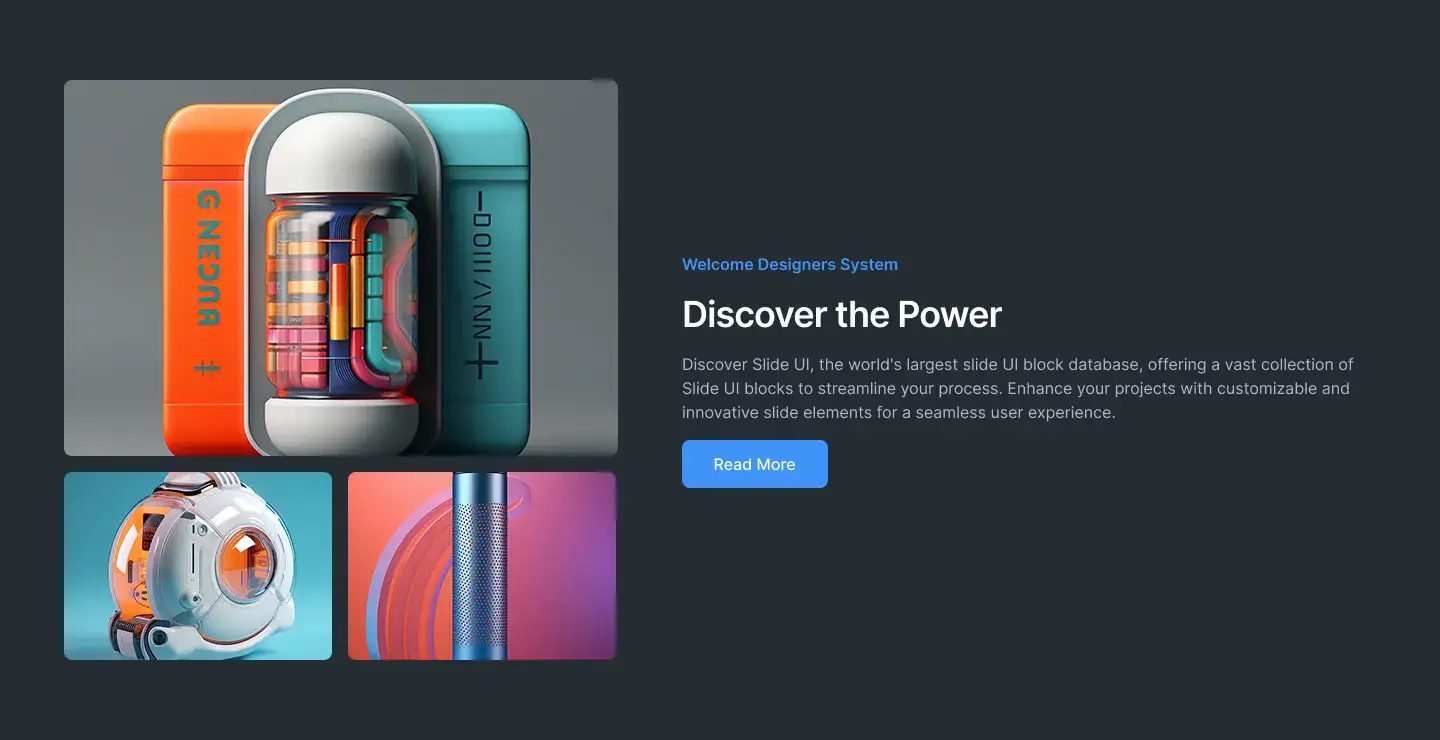 Welcome Designers System
Discover the Power
Discover Slide UI, the world's largest slide UI block database, offering a vast collection of
Slide UI blocks to streamline your process. Enhance your projects with customizable and
innovative slide elements for a seamless user experience.
Read More